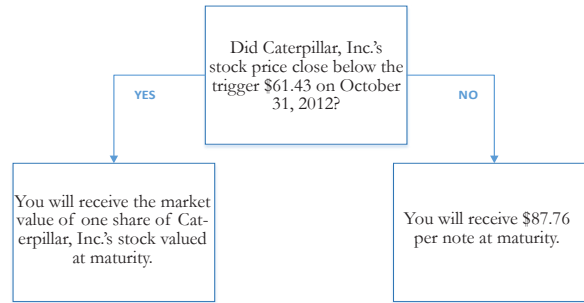 Did Caterpillar, Inc.'s
stock price close below the
trigger $61.43 on October
31, 2012?
YES
NO
You will receive the market
value of one share of Cat-
erpillar, Inc.'s stock valued
at maturity.
You will receive $87.76
per note at maturity.